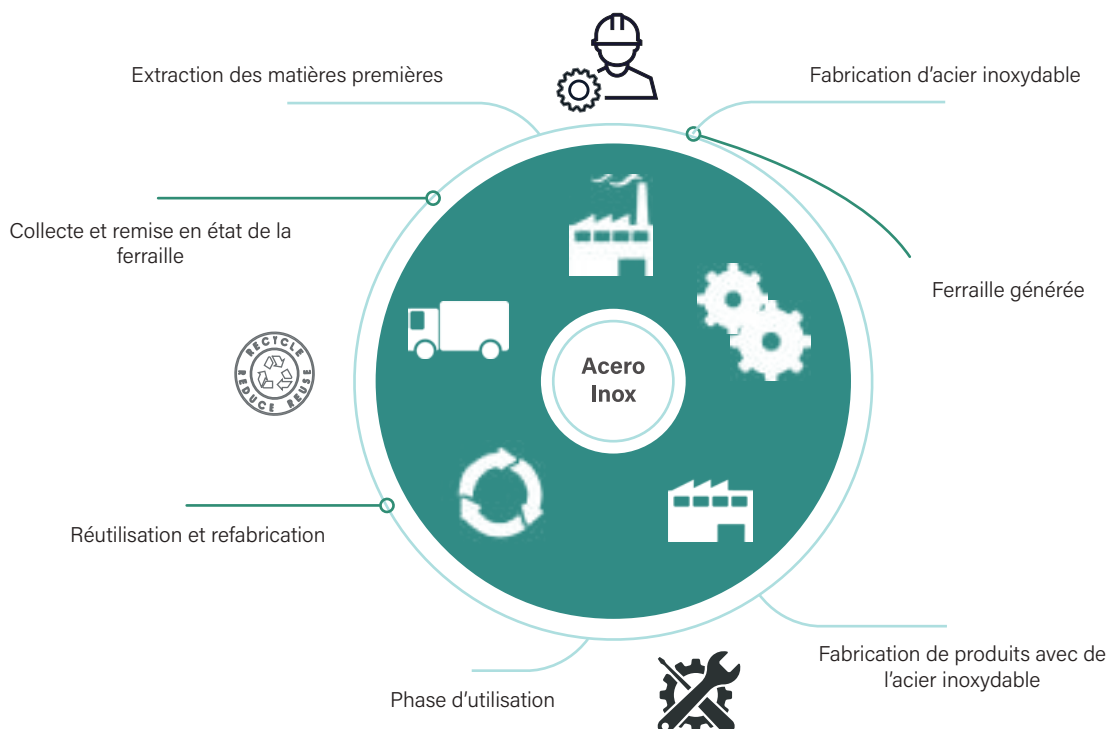 Extraction des matières premières
Fabrication d'acier inoxydable
Collecte et remise en état de la
ferraille
Ferraille générée
RECYCLE
REDUCE REUSE
Acero
Inox
Réutilisation et refabrication
Fabrication de produits avec de
l'acier inoxydable
Phase d'utilisation